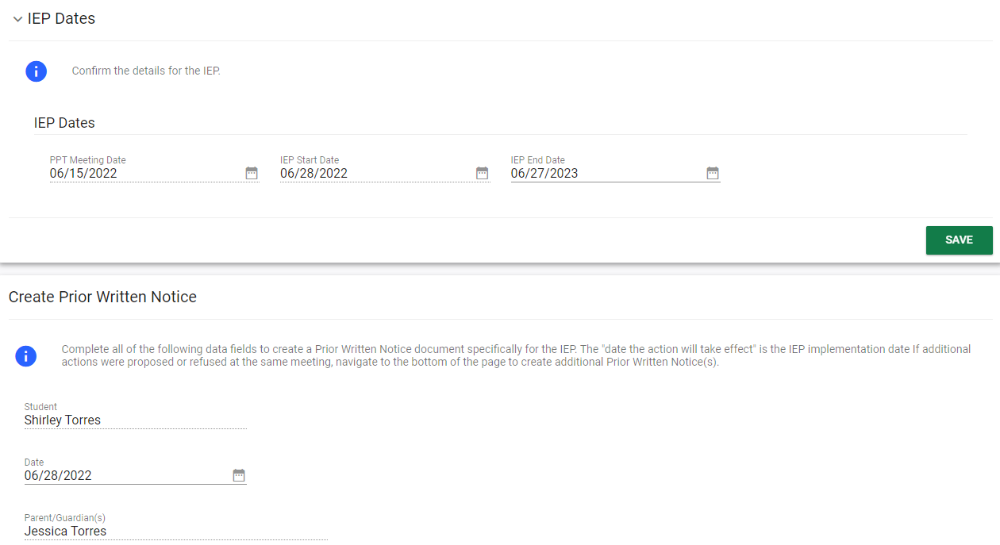 IEP Dates
Confirm the details for the IEP.
IEP Dates
PPT Meeting Date
06/15/2022
IEP Start Date
06/28/2022
IEP End Date
06/27/2023
SAVE
Create Prior Written Notice
Complete all of the following data fields to create a Prior Written Notice document specifically for the IEP. The "date the action will take effect" is the IEP implementation date If additional
actions were proposed or refused at the same meeting, navigate to the bottom of the page to create additional Prior Written Notice(s).
Student
Shirley Torres
Date
06/28/2022
Parent/Guardian(s)
Jessica Torres